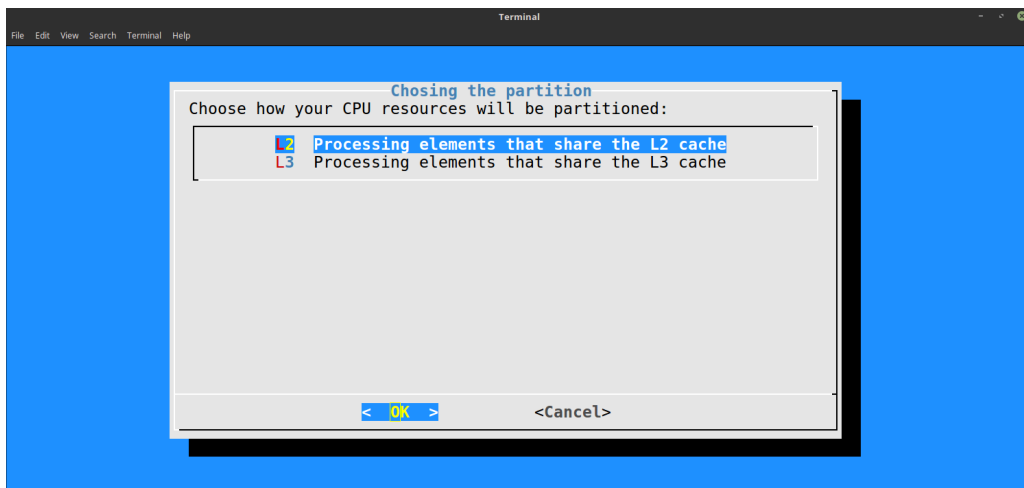 Terminal
File Edit View Search Terminal Help
Chosing the partition
Choose how your CPU resources will be partitioned:
L2 Processing elements that share the L2 cache
L3 Processing elements that share the L3 cache
< OK > <Cancel>